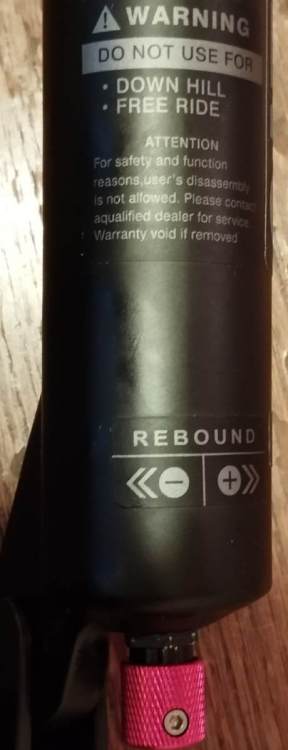 ⚠ WARNING
DO NOT USE FOR
• DOWN HILL
• FREE RIDE
ATTENTION
For safety and function
reasons,user's disassembly
is not allowed. Please contact
aqualified dealer for service
Warranty void if removed
REBOUND
− +